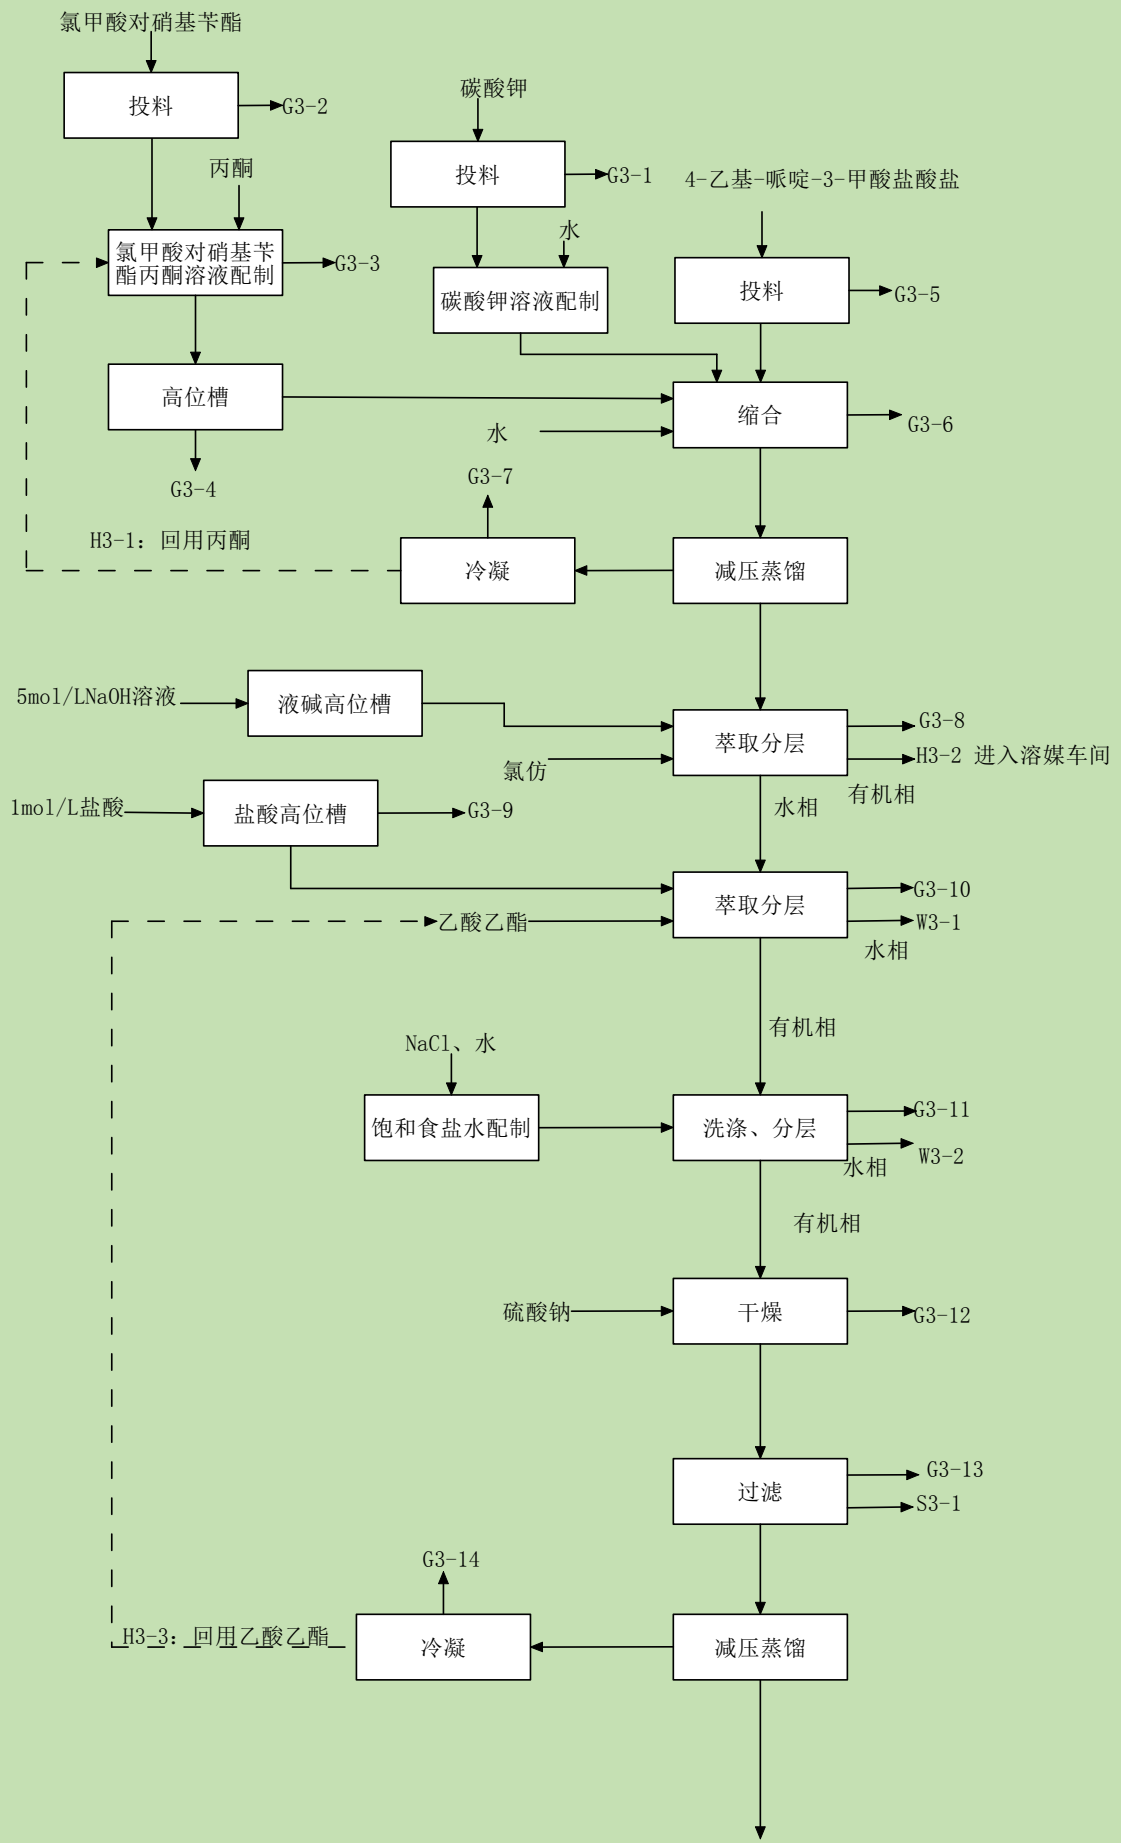 氯甲酸对硝基苄酯
投料
G3-2
碳酸钾
投料
G3-1
丙酮
4-乙基-哌啶-3-甲酸盐酸盐
水
氯甲酸对硝基苄
酯丙酮溶液配制
G3-3
碳酸钾溶液配制
投料
G3-5
高位槽
缩合
G3-6
水
G3-4
G3-7
H3-1：回用丙酮
冷凝
减压蒸馏
5mol/LNaOH溶液
液碱高位槽
萃取分层
G3-8
H3-2 进入溶媒车间
氯仿
有机相
1mol/L盐酸
盐酸高位槽
G3-9
水相
萃取分层
G3-10
乙酸乙酯
W3-1
水相
有机相
NaCl、水
饱和食盐水配制
洗涤、分层
G3-11
W3-2
水相
有机相
硫酸钠
干燥
G3-12
过滤
G3-13
S3-1
G3-14
H3-3：回用乙酸乙酯
冷凝
减压蒸馏